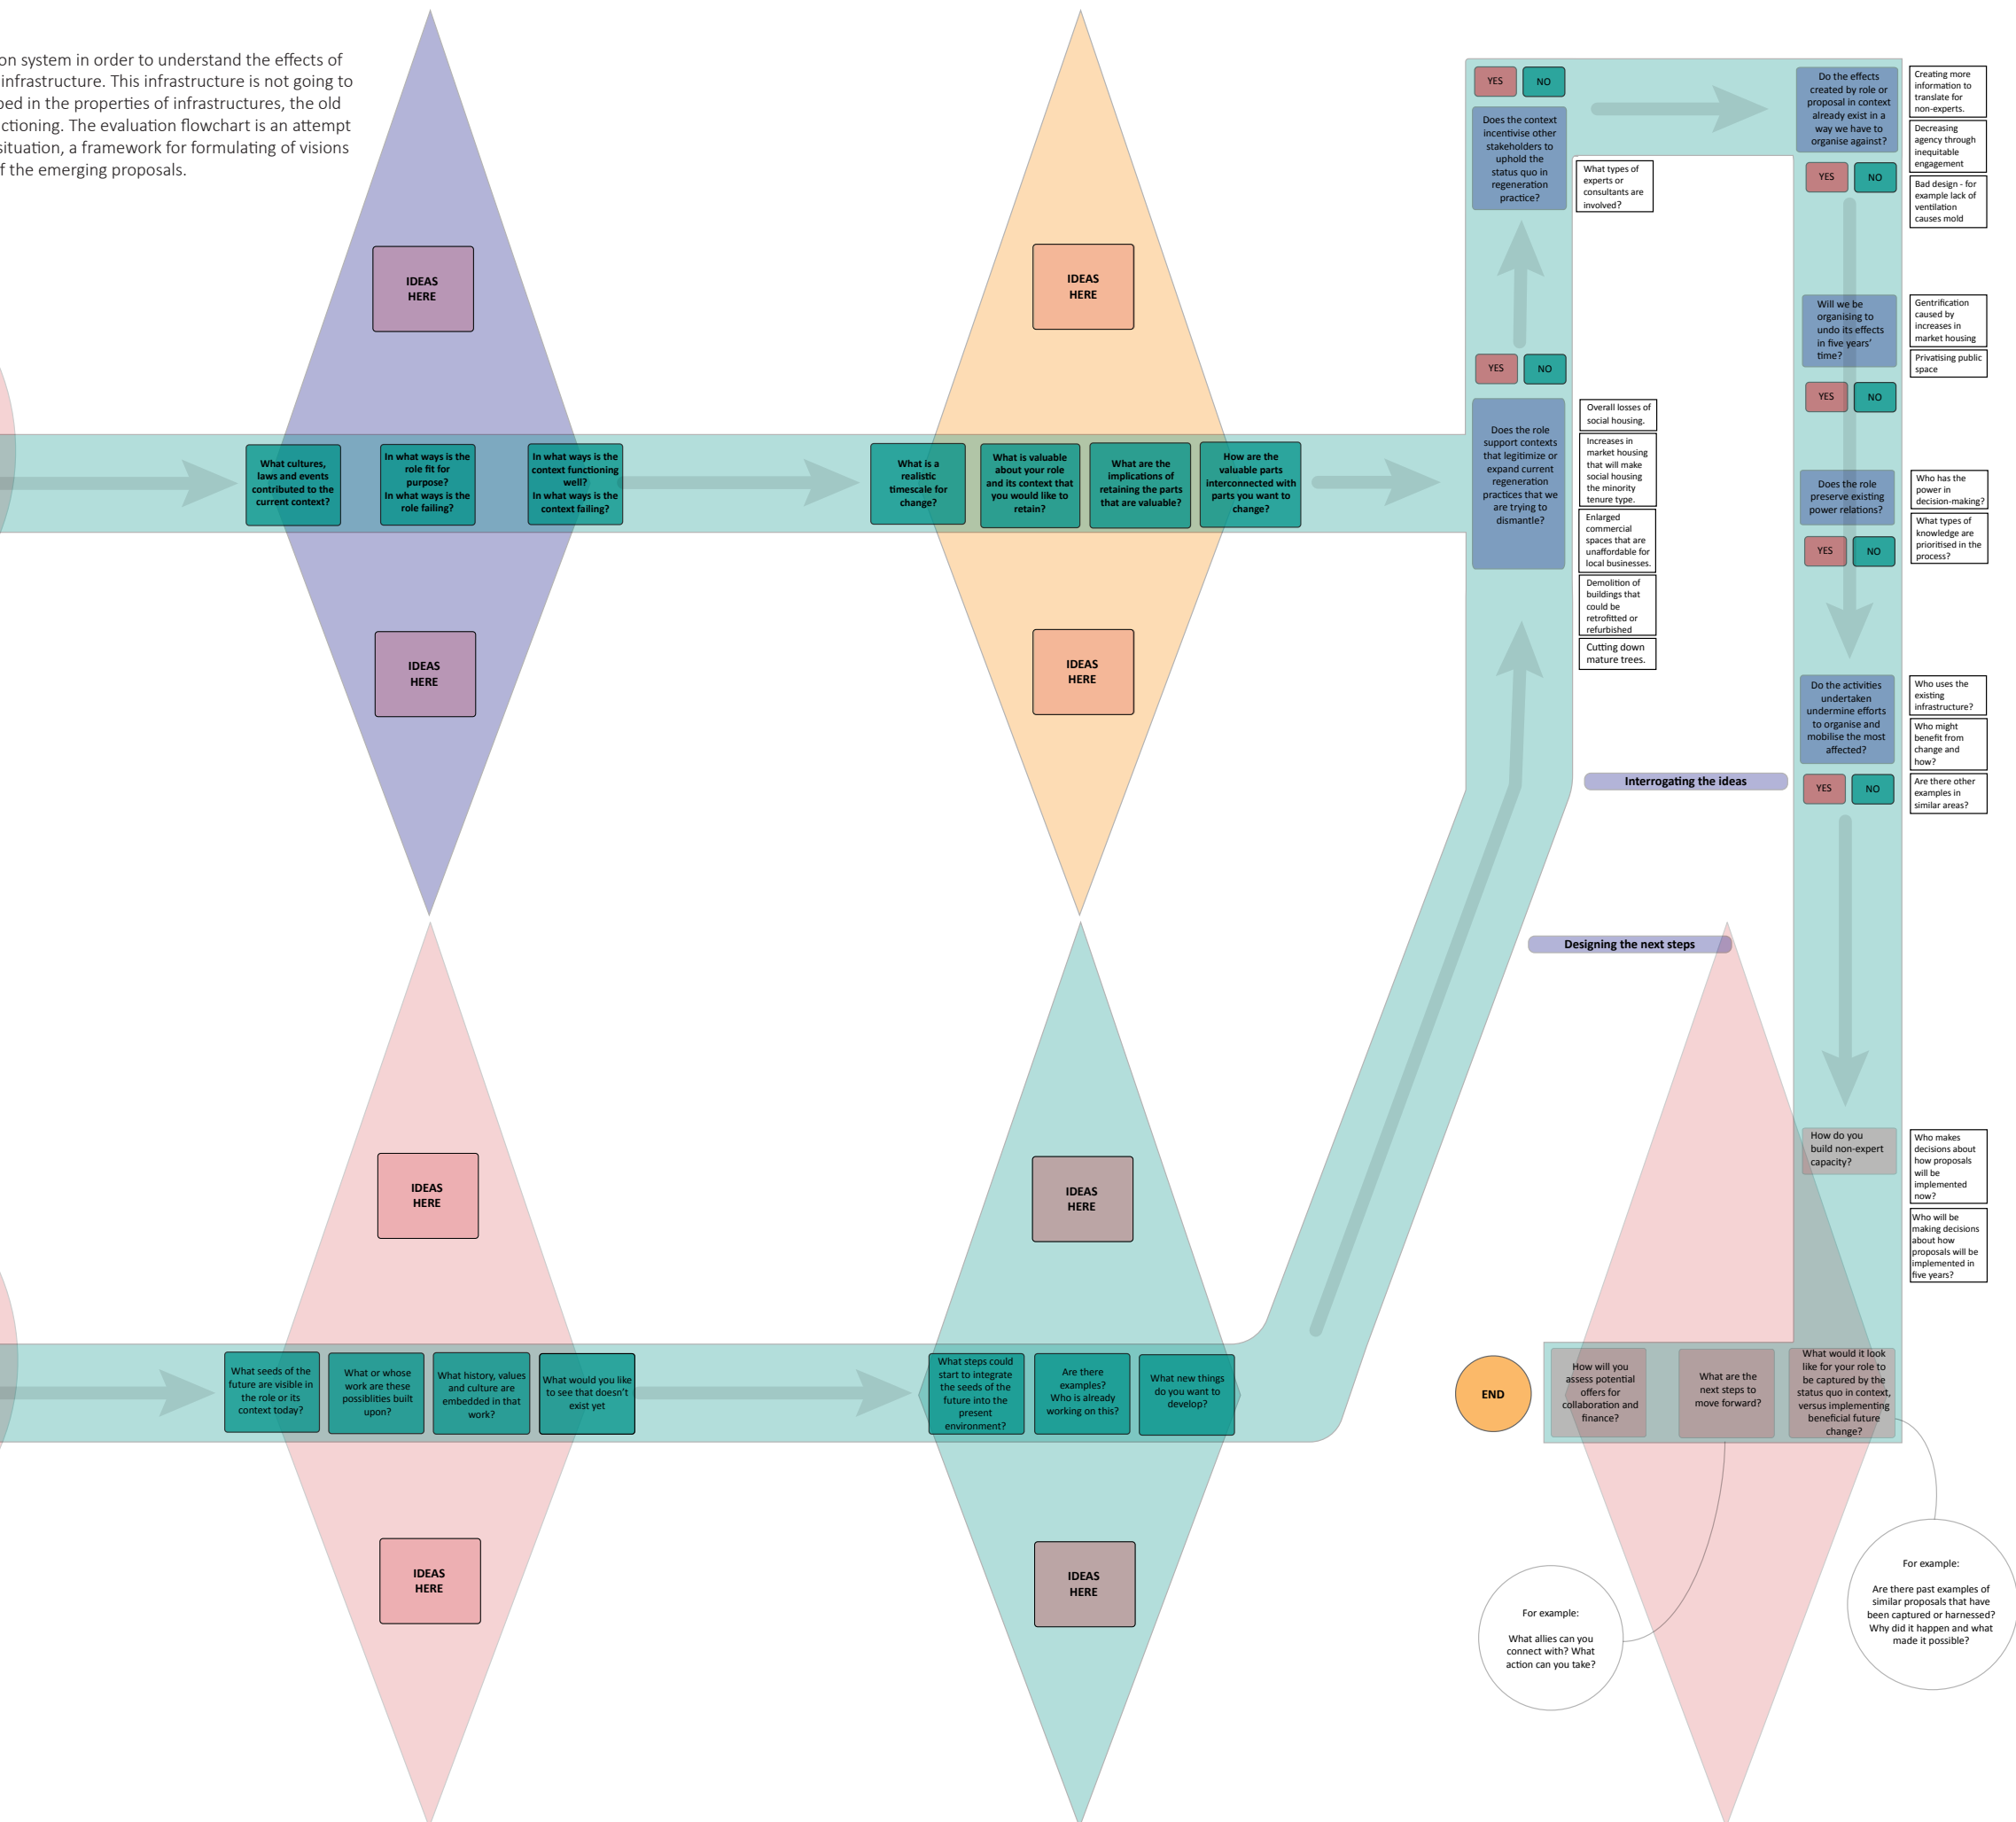 on system in order to understand the effects of
infrastructure. This infrastructure is not going to
bed in the properties of infrastructures, the old
ctioning. The evaluation flowchart is an attempt
situation, a framework for formulating of visions
f the emerging proposals.
IDEAS
HERE
IDEAS
HERE
What cultures,
laws and events
contributed to the
current context?
In what ways is the
role fit for
purpose?
In what ways is the
role failing?
In what ways is the
context functioning
well?
In what ways is the
context failing?
What is a
realistic
timescale for
change?
What is valuable
about your role
and its context that
you would like to
retain?
What are the
implications of
retaining the parts
that are valuable?
How are the
valuable parts
interconnected with
parts you want to
change?
IDEAS
HERE
IDEAS
HERE
Does the role
support contexts
that legitimize or
expand current
regeneration
practices that we
are trying to
dismantle?
Overall losses of
social housing.
Increases in
market housing
that will make
social housing
the minority
tenure type.
Enlarged
commercial
spaces that are
unaffordable for
local businesses.
Demolition of
buildings that
could be
retrofitted or
refurbished
Cutting down
mature trees.
YES
NO
Does the context
incentivise other
stakeholders to
uphold the
status quo in
regeneration
practice?
What types of
experts or
consultants are
involved?
YES
NO
Do the effects
created by role or
proposal in context
already exist in a
way we have to
organise against?
Creating more
information to
translate for
non-experts.
Decreasing
agency through
inequitable
engagement
Bad design - for
example lack of
ventilation
causes mold
YES
NO
Will we be
organising to
undo its effects
in five years'
time?
Gentrification
caused by
increases in
market housing
Privatising public
space
YES
NO
Does the role
preserve existing
power relations?
Who has the
power in
decision-making?
What types of
knowledge are
prioritised in the
process?
YES
NO
Do the activities
undertaken
undermine efforts
to organise and
mobilise the most
affected?
Who uses the
existing
infrastructure?
Who might
benefit from
change and
how?
Are there other
examples in
similar areas?
YES
NO
Interrogating the ideas
Designing the next steps
IDEAS
HERE
IDEAS
HERE
What seeds of the
future are visible in
the role or its
context today?
What or whose
work are these
possiblities built
upon?
What history, values
and culture are
embedded in that
work?
What would you like
to see that doesn't
exist yet
IDEAS
HERE
IDEAS
HERE
What steps could
start to integrate
the seeds of the
future into the
present
environment?
Are there
examples?
Who is already
working on this?
What new things
do you want to
develop?
How do you
build non-expert
capacity?
Who makes
decisions about
how proposals
will be
implemented
now?
Who will be
making decisions
about how
proposals will be
implemented in
five years?
What would it look
like for your role to
be captured by the
status quo in context,
versus implementing
beneficial future
change?
What are the
next steps to
move forward?
How will you
assess potential
offers for
collaboration and
finance?
END
For example:
What allies can you
connect with? What
action can you take?
For example:
Are there past examples of
similar proposals that have
been captured or harnessed?
Why did it happen and what
made it possible?